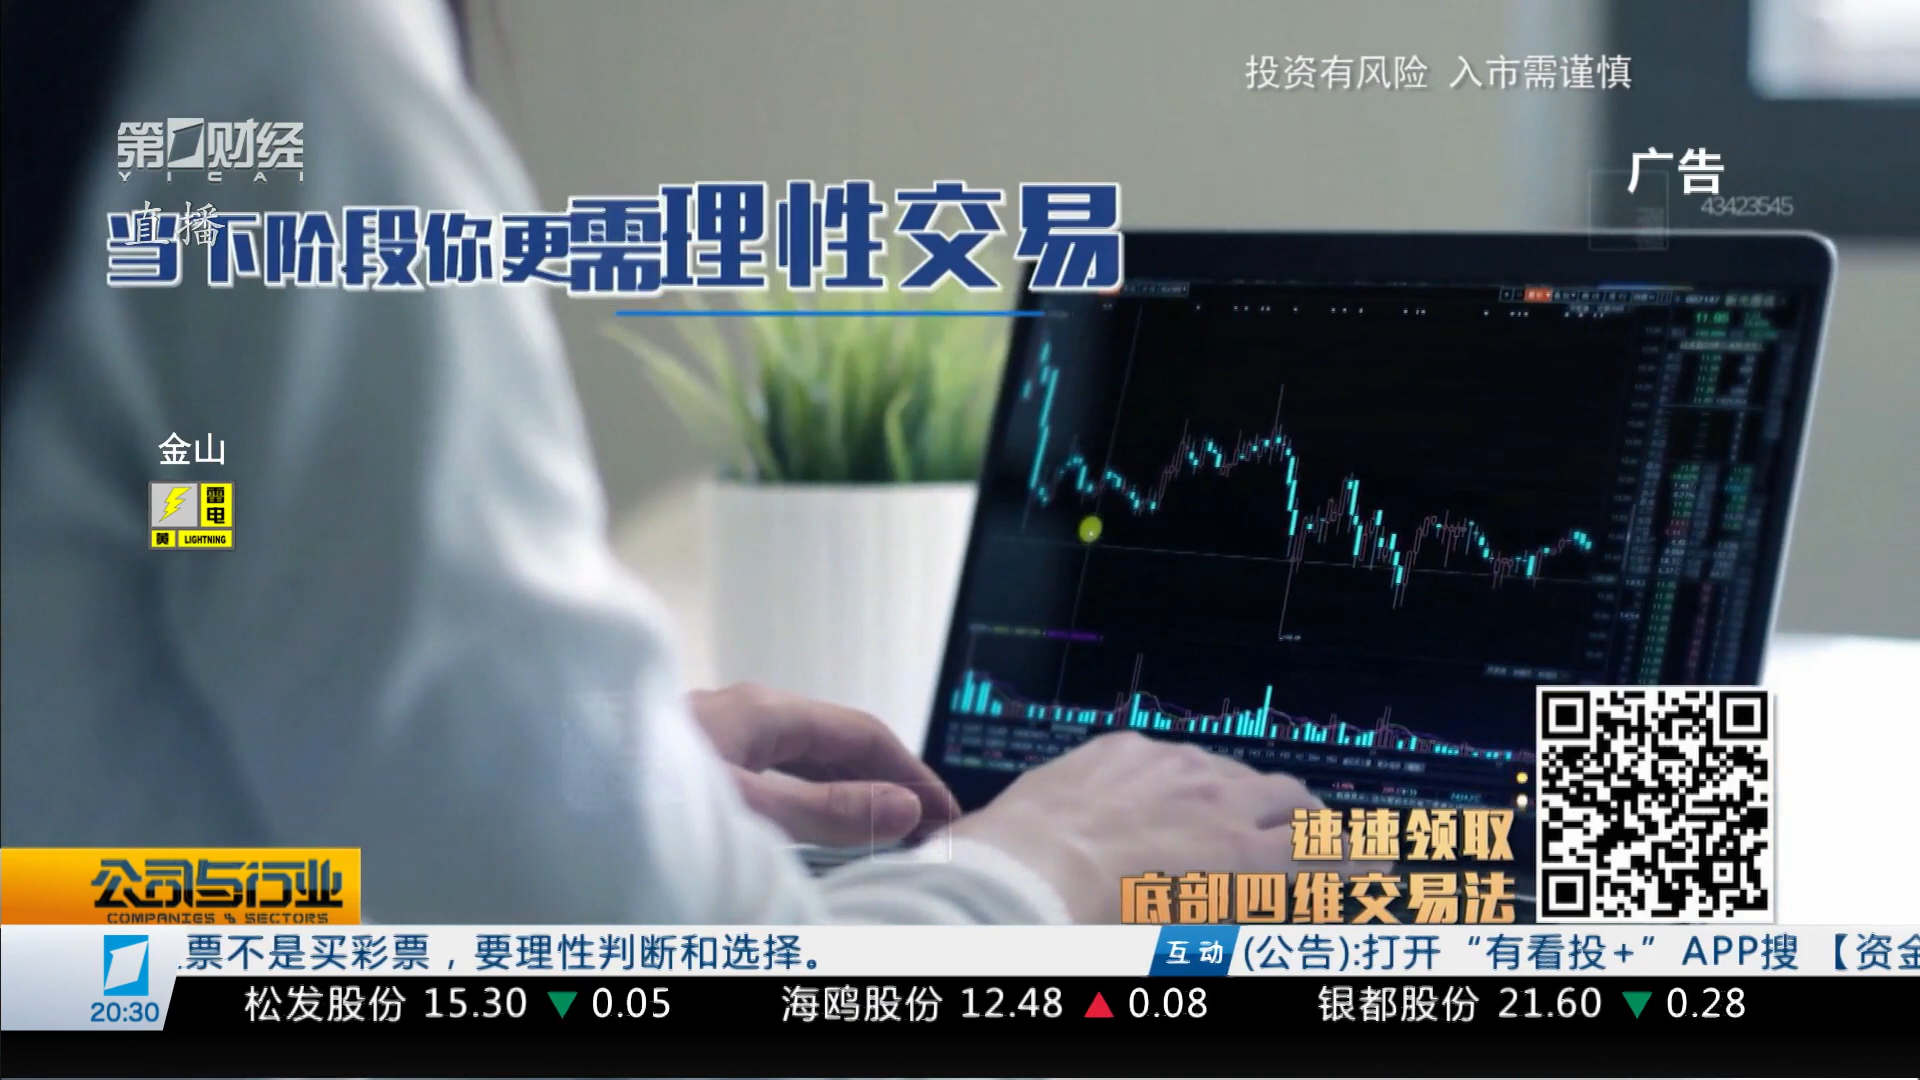 投资有风险 入市需谨慎
第一财经
YICAI
广告
直播
43423545
当下阶段你更需理性交易
金山
雷电
黄 LIGHTNING
速速领取
底部四维交易法
公司与行业
COMPANIES & SECTORS
票不是买彩票，要理性判断和选择。
互动 (公告):打开“有看投+”APP搜 【资金
20:30
松发股份 15.30 ▼ 0.05 海鸥股份 12.48 ▲ 0.08 银都股份 21.60 ▼ 0.28